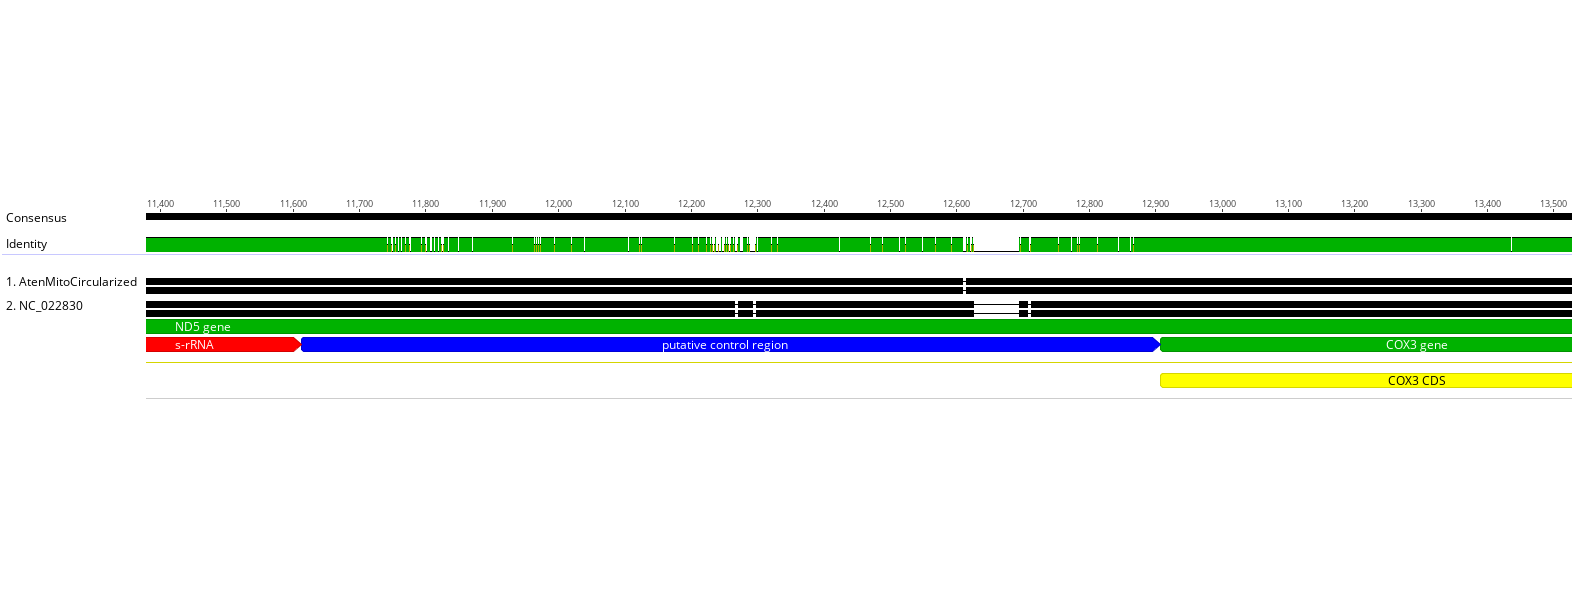 11,400 11,500 11,600 11,700 11,800 11,900 12,000 12,100 12,200 12,300 12,400 12,500 12,600 12,700 12,800 12,900 13,000 13,100 13,200 13,300 13,400 13,500
Consensus
Identity
1. AtenMitoCircularized
2. NC_022830
ND5 gene
s-rRNA putative control region COX3 gene
COX3 CDS